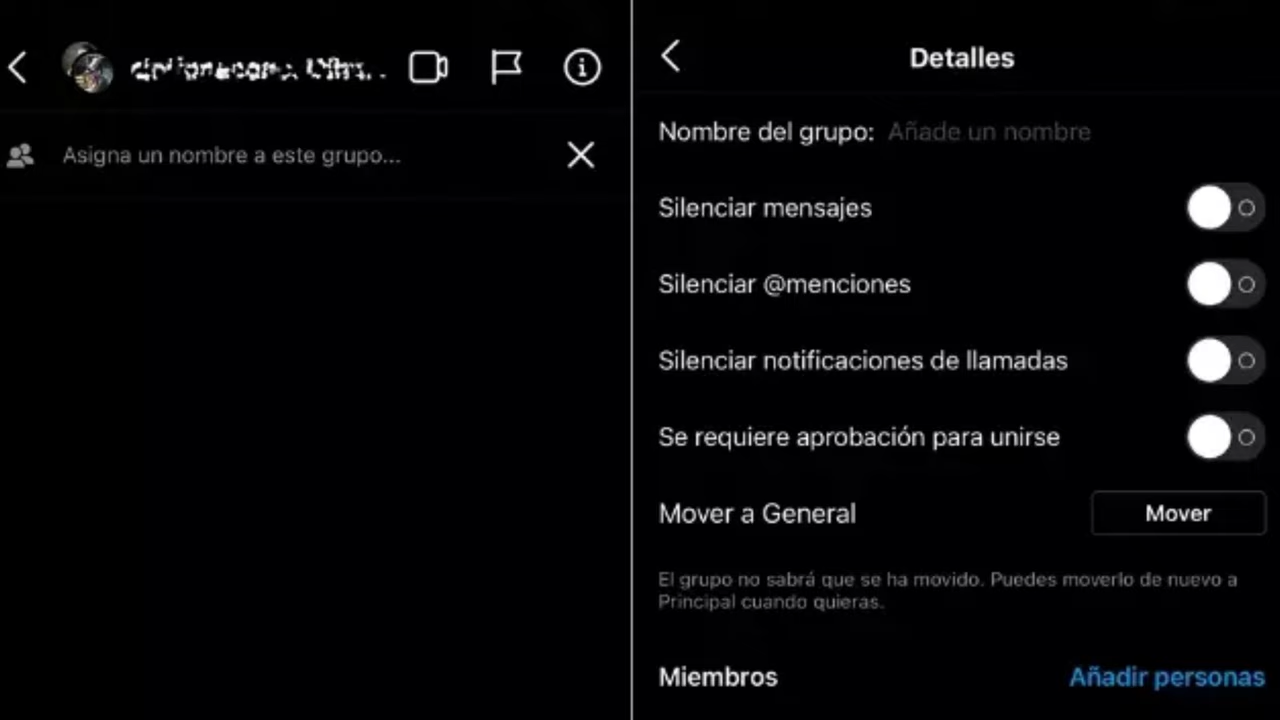 Asigna un nombre a este grupo...
Detalles
Nombre del grupo: Añade un nombre
Silenciar mensajes
Silenciar @menciones
Silenciar notificaciones de llamadas
Se requiere aprobación para unirse
Mover a General Mover
El grupo no sabrá que se ha movido. Puedes moverlo de nuevo a
Principal cuando quieras.
Miembros Añadir personas